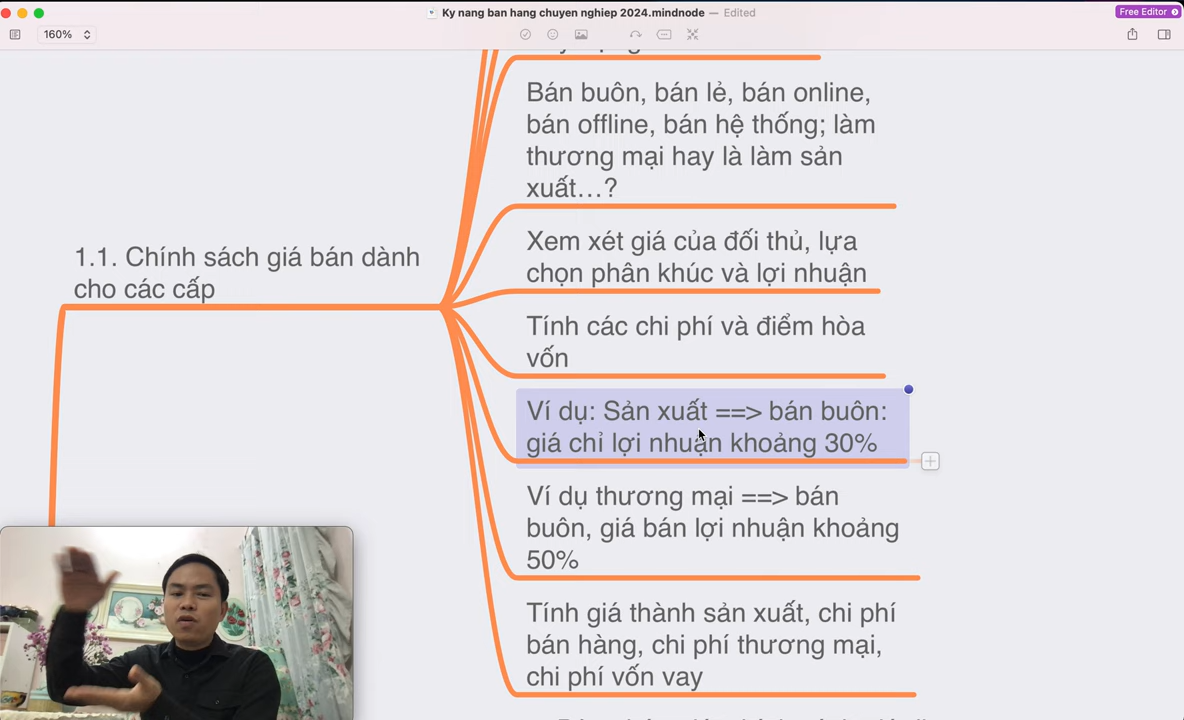 Ky nang ban hang chuyen nghiep 2024.mindnode — Edited
Free Editor
160%
Bán buôn, bán lẻ, bán online,
bán offline, bán hệ thống; làm
thương mại hay là làm sản
xuất…?
1.1. Chính sách giá bán dành
cho các cấp
Xem xét giá của đối thủ, lựa
chọn phân khúc và lợi nhuận
Tính các chi phí và điểm hòa
vốn
Ví dụ: Sản xuất ==> bán buôn:
giá chỉ lợi nhuận khoảng 30%
Ví dụ thương mại ==> bán
buôn, giá bán lợi nhuận khoảng
50%
Tính giá thành sản xuất, chi phí
bán hàng, chi phí thương mại,
chi phí vốn vay